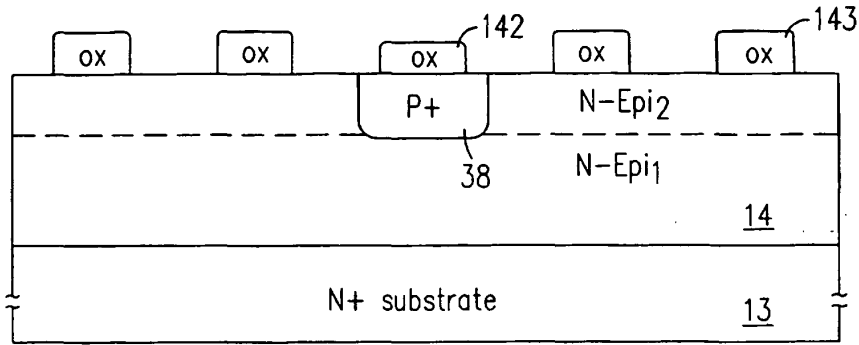 142
143
ox
ox
ox
ox
ox
P+
N-Epi2
38
N-Epi1
14
N+ substrate
13